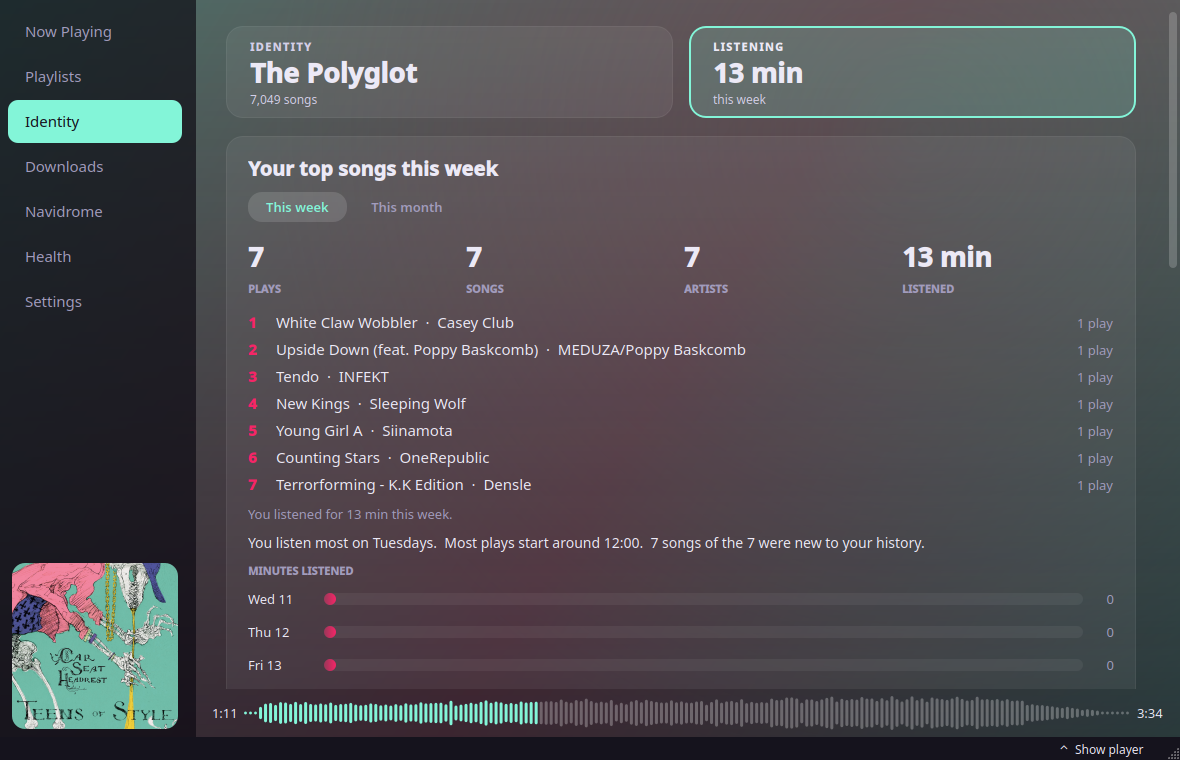 Now Playing
Playlists
Identity
Downloads
Navidrome
Health
Settings
CAR SEAT HEADREST
TEENS OF STYLE
IDENTITY
The Polyglot
7,049 songs
LISTENING
13 min
this week
Your top songs this week
This week This month
7 7 7 13 min
PLAYS SONGS ARTISTS LISTENED
1 White Claw Wobbler · Casey Club 1 play
2 Upside Down (feat. Poppy Baskcomb) · MEDUZA/Poppy Baskcomb 1 play
3 Tendo · INFEKT 1 play
4 New Kings · Sleeping Wolf 1 play
5 Young Girl A · Siinamota 1 play
6 Counting Stars · OneRepublic 1 play
7 Terrorforming - K.K Edition · Densle 1 play
You listened for 13 min this week.
You listen most on Tuesdays. Most plays start around 12:00. 7 songs of the 7 were new to your history.
MINUTES LISTENED
Wed 11 0
Thu 12 0
Fri 13 0
1:11 3:34
Show player